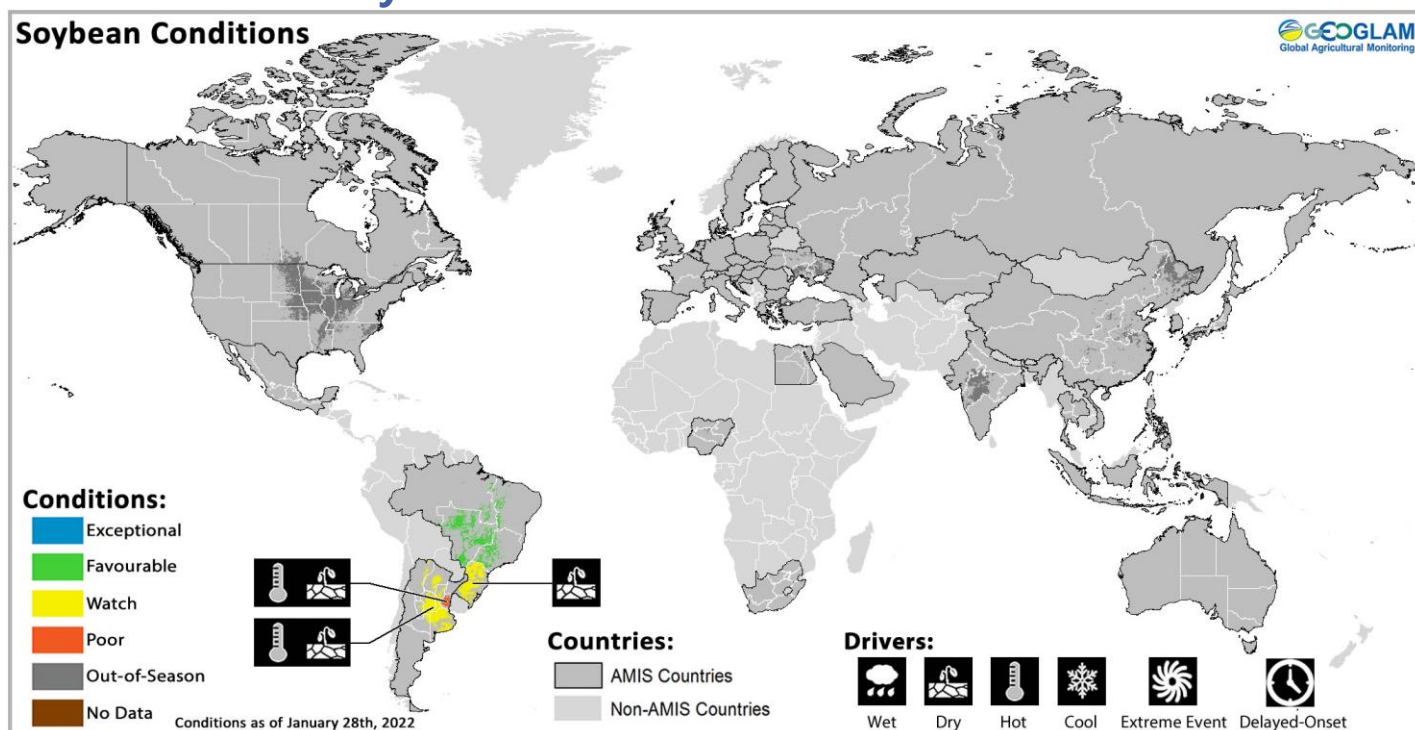 Soybean Conditions
GEOGLAM
Global Agricultural Monitoring
Conditions:
Exceptional
Favourable
Watch
Poor
Out-of-Season
No Data
Conditions as of January 28th, 2022
Countries:
AMIS Countries
Non-AMIS Countries
Drivers:
Wet
Dry
Hot
Cool
Extreme Event
Delayed-Onset